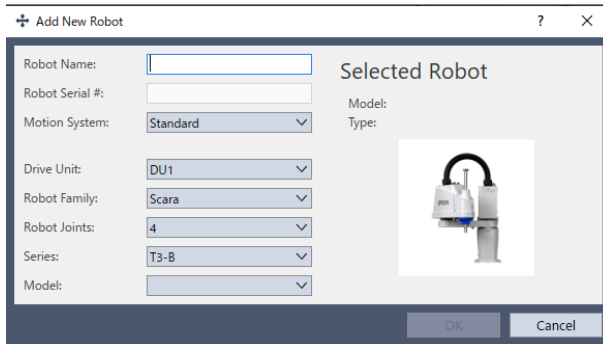 Add New Robot
?
Robot Name:
Robot Serial #:
Motion System: Standard
Drive Unit: DU1
Robot Family: Scara
Robot Joints: 4
Series: T3-B
Model:
Selected Robot
Model:
Type:
EPSON
OK
Cancel